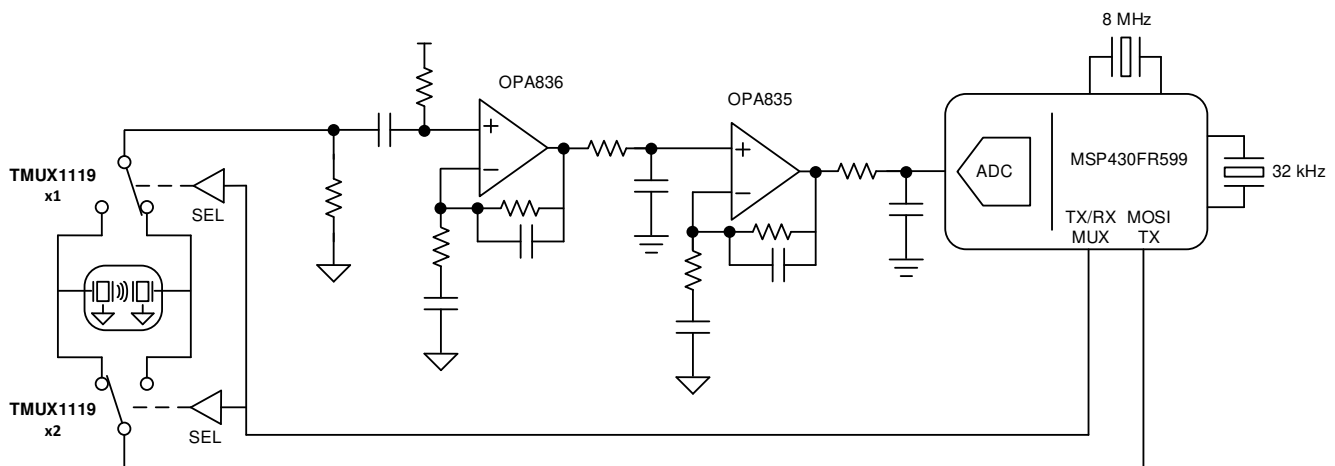 8 MHz
OPA836
OPA835
TMUX1119
x1
SEL
ADC
MSP430FR599
32 kHz
TX/RX MOSI
MUX TX
TMUX1119
x2
SEL